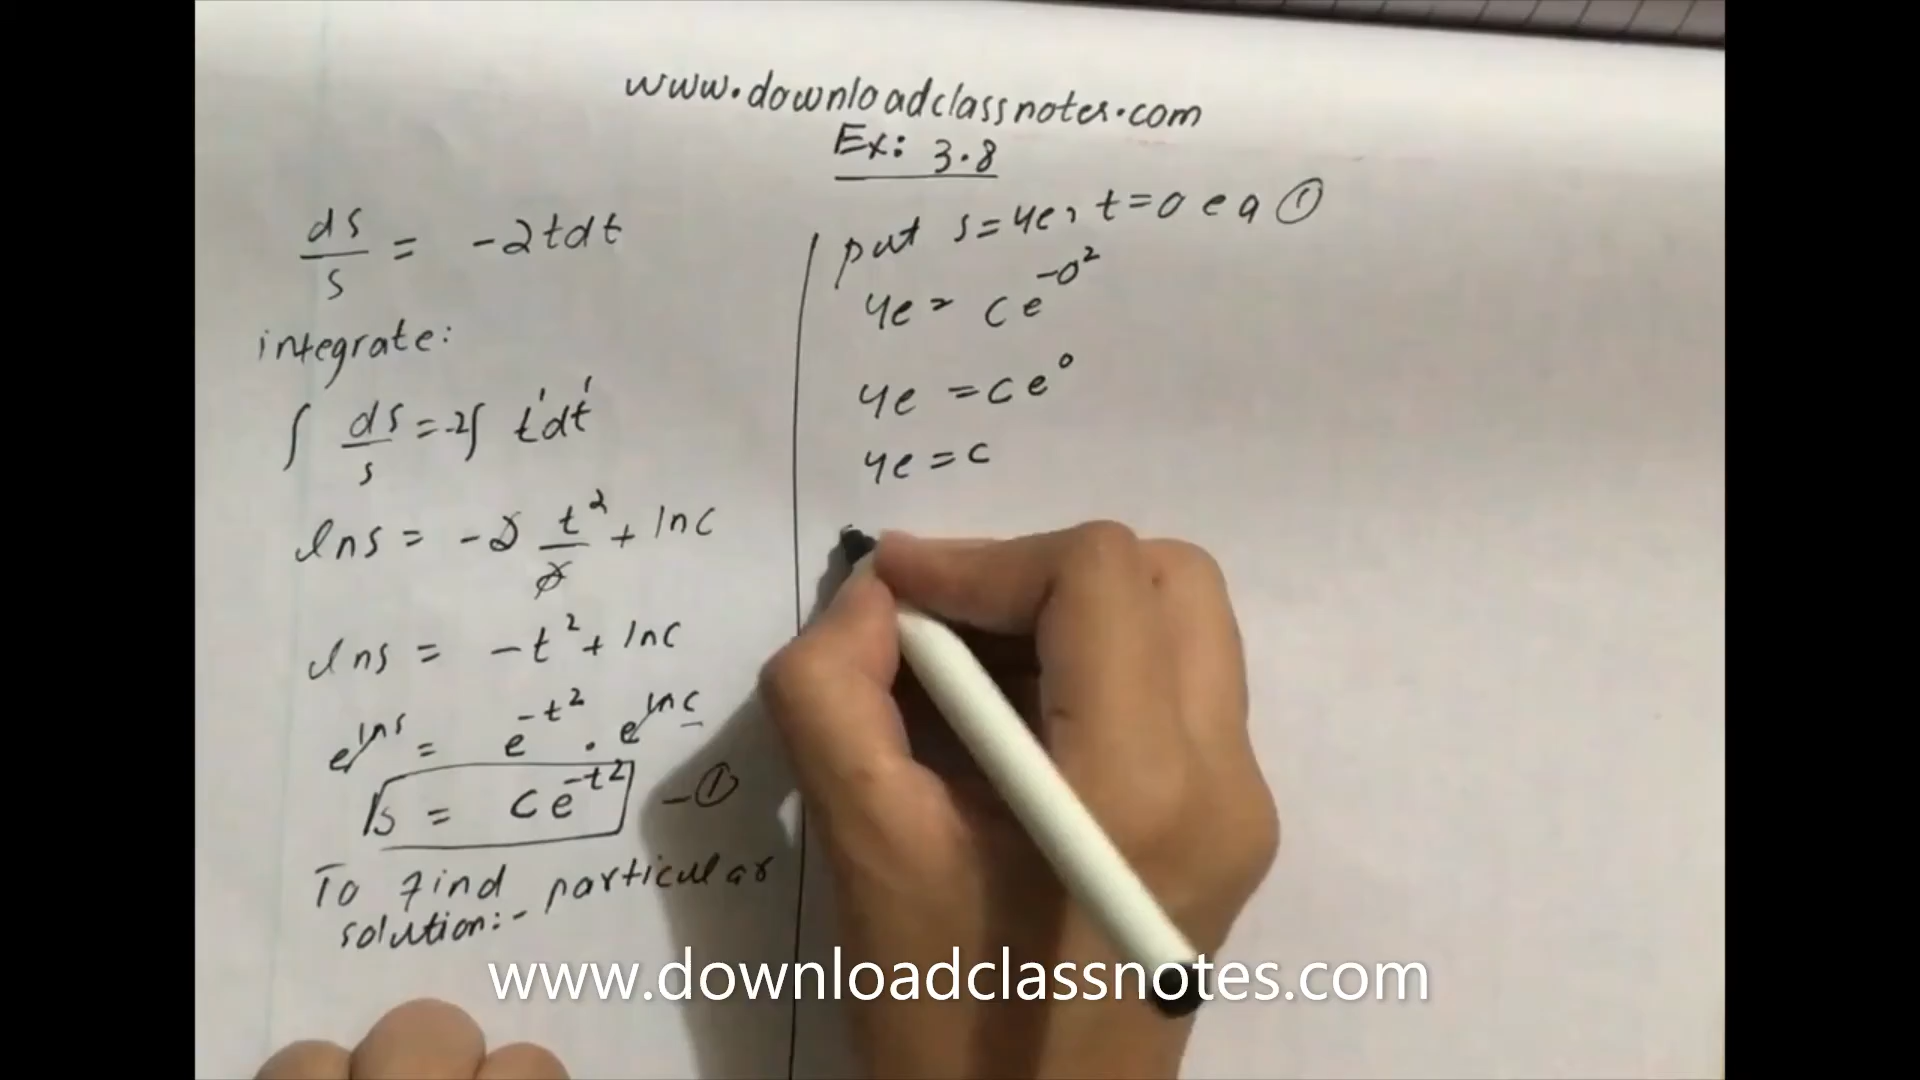 www.downloadclassnotes.com
Ex: 3.8
ds/s = -2tdt
integrate:
∫ ds/s = -2∫ t¹dt¹
lns = -2 t²/2 + lnc
lns = -t² + lnc
e^lns = e^-t² . e^lnc
s = ce^-t² -①
To find particular
solution:-
put s=4e, t=0 eq ①
4e = ce^-0²
4e = ce^0
4e = c
www.downloadclassnotes.com